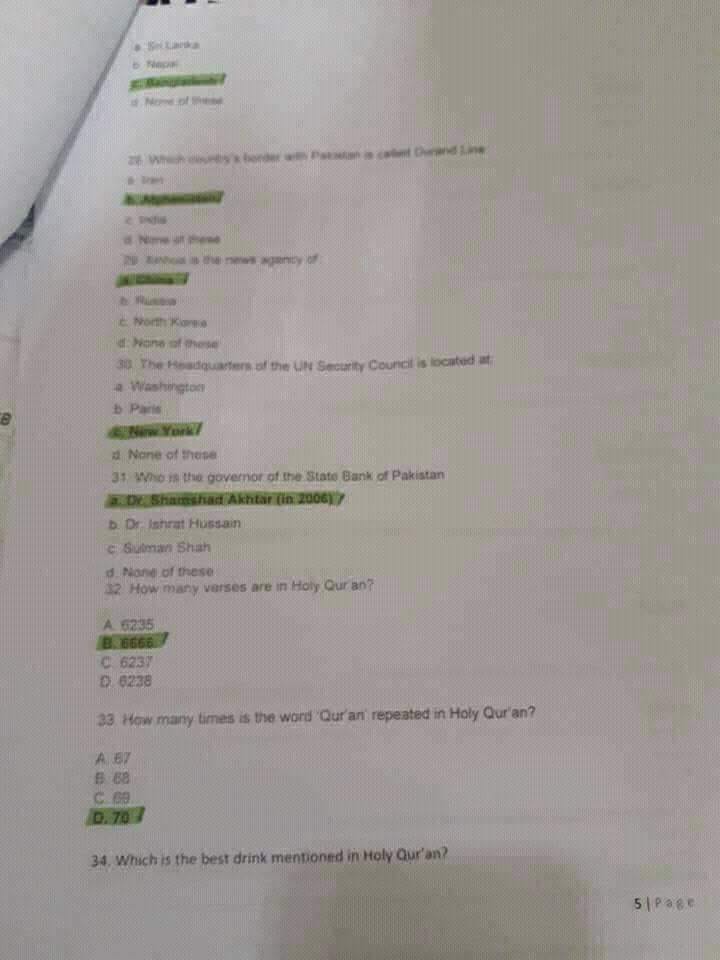 a. Sri Lanka
b. Nepal
c. Bangladesh
d. None of these
28. Which country's border with Pakistan is called Durand Line
a. Iran
b. Afghanistan
c. India
d. None of these
29. Xinhua is the news agency of:
a. China
b. Russia
c. North Korea
d. None of these
30. The Headquarters of the UN Security Council is located at:
a. Washington
b. Paris
c. New York
d. None of these
31. Who is the governor of the State Bank of Pakistan
a. Dr. Shamshad Akhtar (in 2006)
b. Dr. Ishrat Hussain
c. Sulman Shah
d. None of these
32. How many verses are in Holy Qur'an?
A. 6235
B. 6666
C. 6237
D. 6238
33. How many times is the word 'Qur'an' repeated in Holy Qur'an?
A. 67
B. 68
C. 69
D. 70
34. Which is the best drink mentioned in Holy Qur'an?
5 | Page